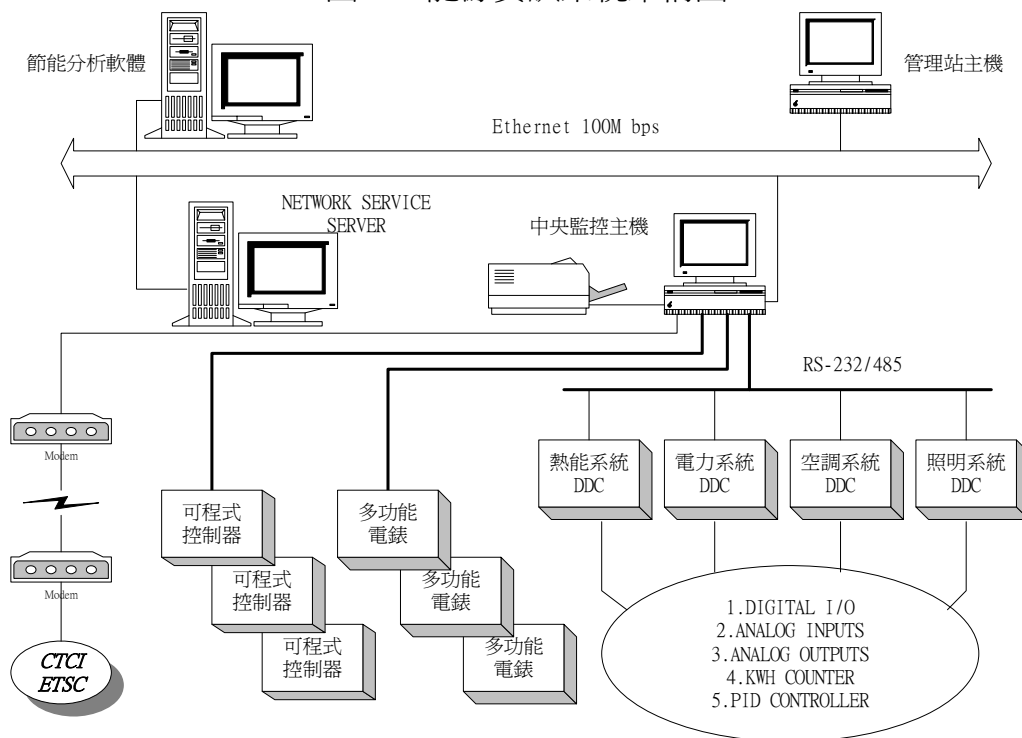 節能分析軟體
管理站主機
Ethernet 100M bps
NETWORK SERVICE
SERVER
中央監控主機
RS-232/485
Modem
熱能系統
DDC
電力系統
DDC
空調系統
DDC
照明系統
DDC
可程式
控制器
多功能
電錶
可程式
控制器
多功能
電錶
可程式
控制器
多功能
電錶
Modem
CTCI
ETSC
1.DIGITAL I/O
2.ANALOG INPUTS
3.ANALOG OUTPUTS
4.KWH COUNTER
5.PID CONTROLLER